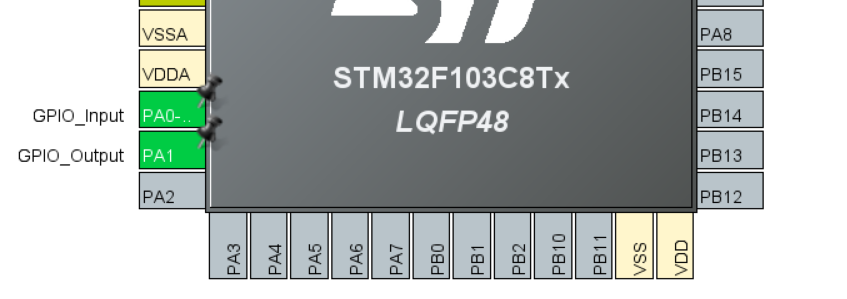 VSSA
VDDA
GPIO_Input PA0-..
GPIO_Output PA1
PA2
STM32F103C8Tx
LQFP48
PA8
PB15
PB14
PB13
PB12
PA3
PA4
PA5
PA6
PA7
PB0
PB1
PB2
PB10
PB11
VSS
VDD